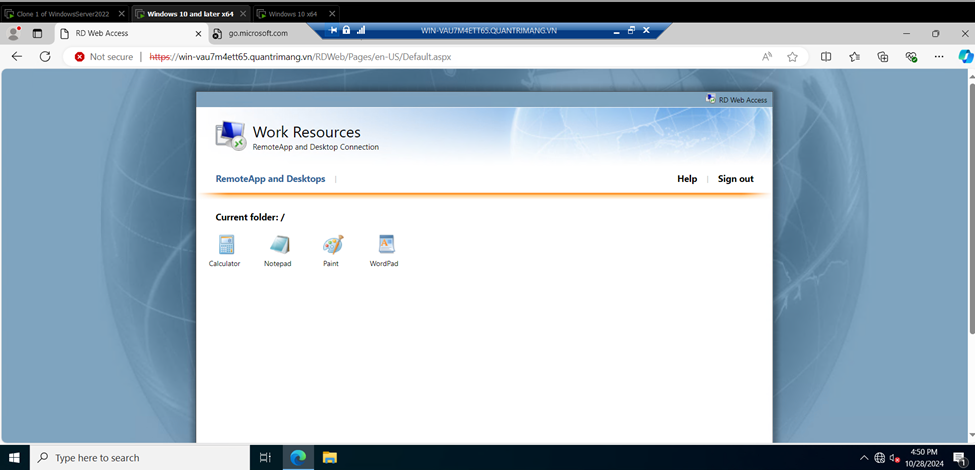 Clone 1 of WindowsServer2022
Windows 10 and later x64
Windows 10 x64
RD Web Access
go.microsoft.com
WIN-VAU7M4ETT65.QUANTRIMANG.VN
Not secure
https://win-vau7m4ett65.quantrimang.vn/RDWeb/Pages/en-US/Default.aspx
RD Web Access
Work Resources
RemoteApp and Desktop Connection
RemoteApp and Desktops
Help
Sign out
Current folder: /
Calculator
Notepad
Paint
WordPad
Type here to search
4:50 PM
10/28/2024
1